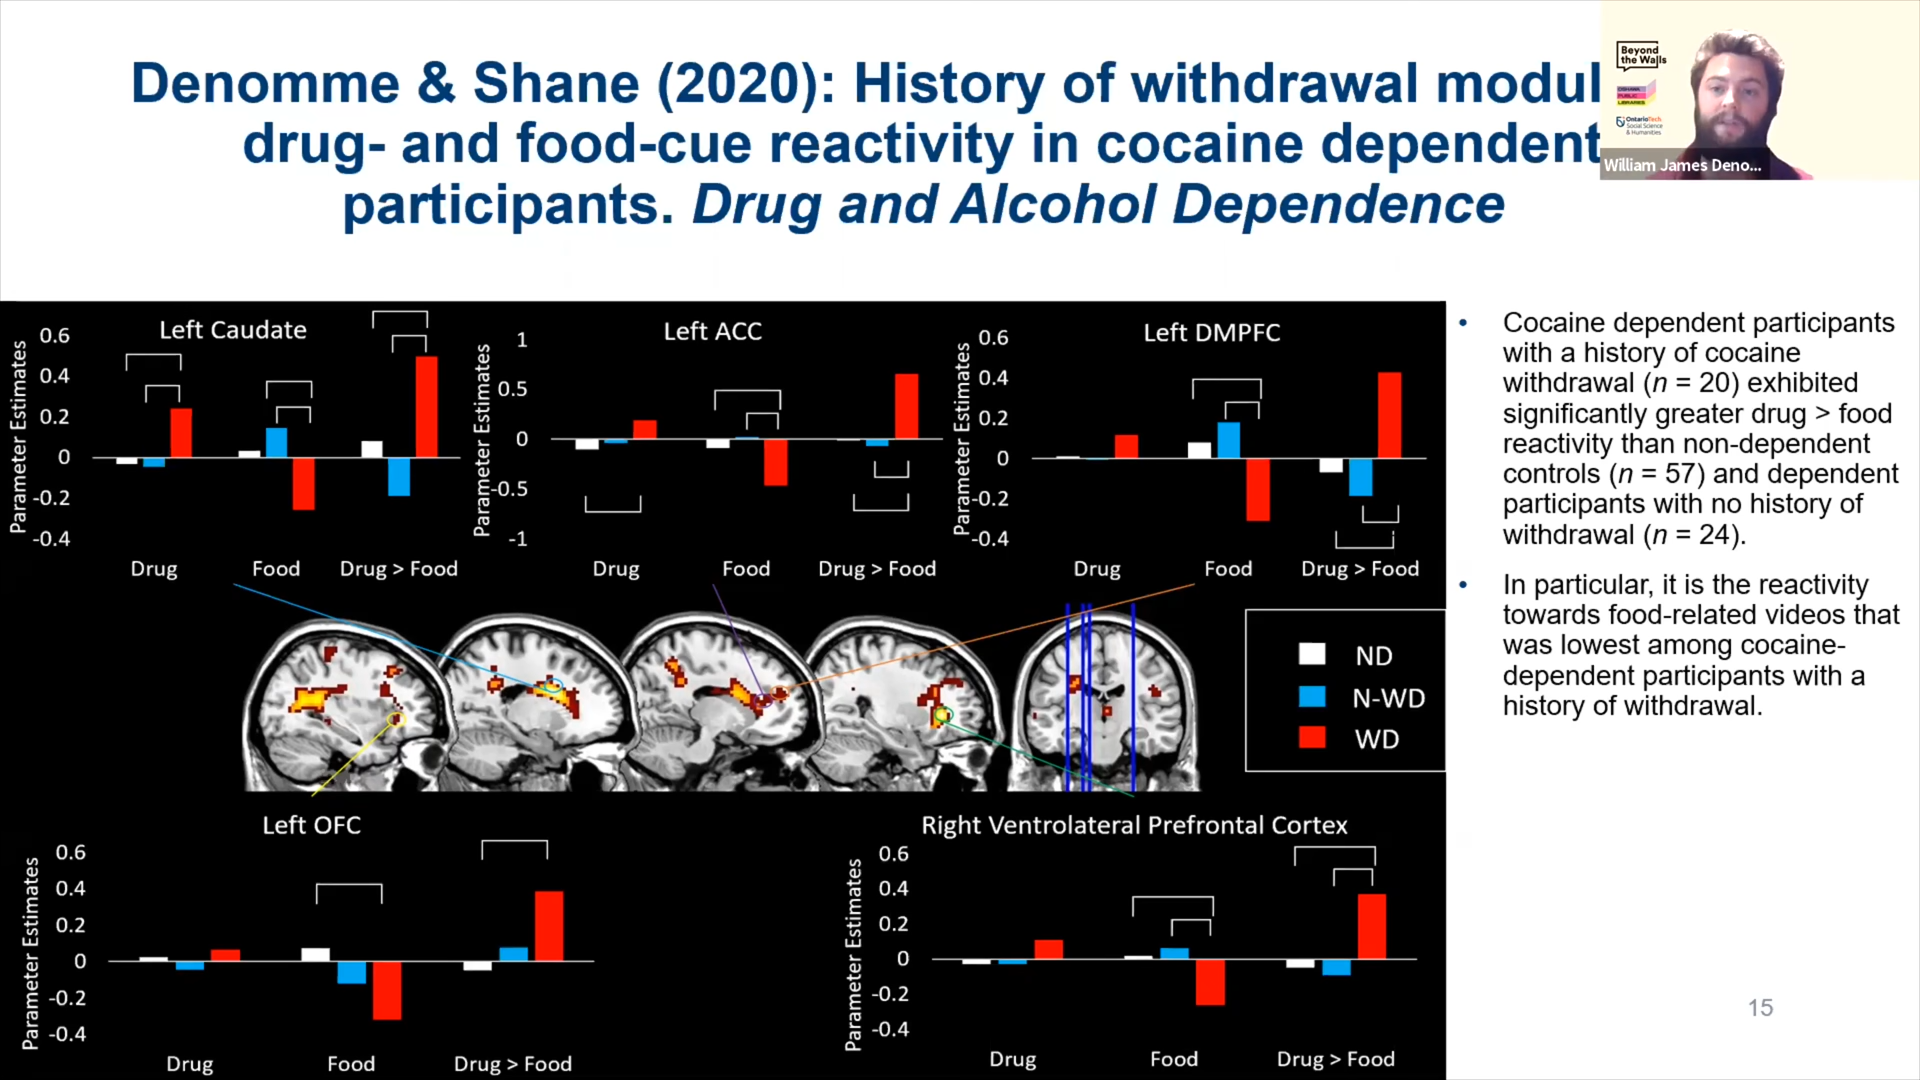 Denomme & Shane (2020): History of withdrawal modul
drug- and food-cue reactivity in cocaine dependent
participants. Drug and Alcohol Dependence
Beyond
the Walls
OSHAWA
PUBLIC
LIBRARIES
OntarioTech
Social Science
& Humanities
William James Deno...
Left Caudate
Parameter Estimates
0.6
0.4
0.2
0
-0.2
-0.4
Drug
Food
Drug > Food
Left ACC
Parameter Estimates
1
0.5
0
-0.5
-1
Drug
Food
Drug > Food
Left DMPFC
Parameter Estimates
0.6
0.4
0.2
0
-0.2
-0.4
Drug
Food
Drug > Food
ND
N-WD
WD
Left OFC
Parameter Estimates
0.6
0.4
0.2
0
-0.2
-0.4
Drug
Food
Drug > Food
Right Ventrolateral Prefrontal Cortex
Parameter Estimates
0.6
0.4
0.2
0
-0.2
-0.4
Drug
Food
Drug > Food
• Cocaine dependent participants
with a history of cocaine
withdrawal (n = 20) exhibited
significantly greater drug > food
reactivity than non-dependent
controls (n = 57) and dependent
participants with no history of
withdrawal (n = 24).
• In particular, it is the reactivity
towards food-related videos that
was lowest among cocaine-
dependent participants with a
history of withdrawal.
15